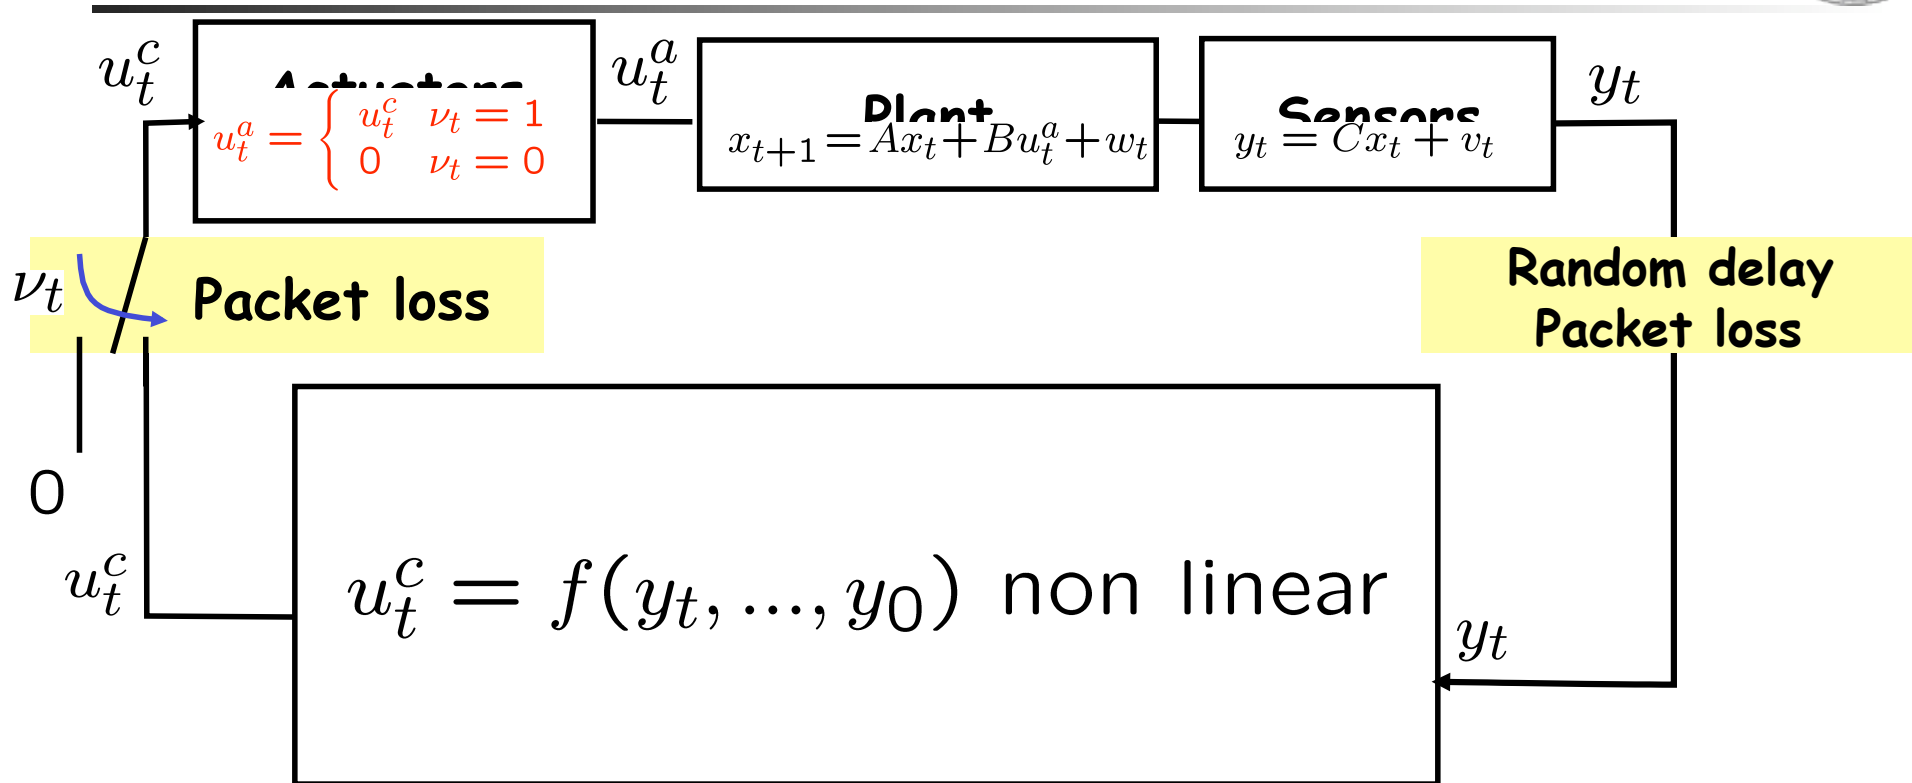 u_t^c
Actuators
u_t^a = { u_t^c ν_t = 1
0 ν_t = 0
u_t^a
Plant
x_{t+1} = Ax_t + Bu_t^a + w_t
Sensors
y_t = Cx_t + v_t
y_t
ν_t
Packet loss
Random delay
Packet loss
0
u_t^c
u_t^c = f(y_t, ..., y_0) non linear
y_t